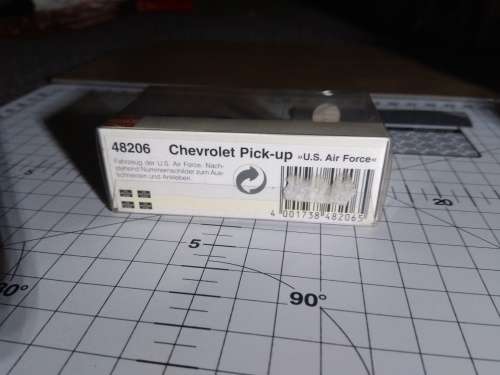 48206 Chevrolet Pick-up »U.S. Air Force«
Fahrzeug der U.S. Air Force. Nach-
stehend Nummernschilder zum Aus-
schneiden und Ankleben.
4 001738 482065
20
5
90°
30°